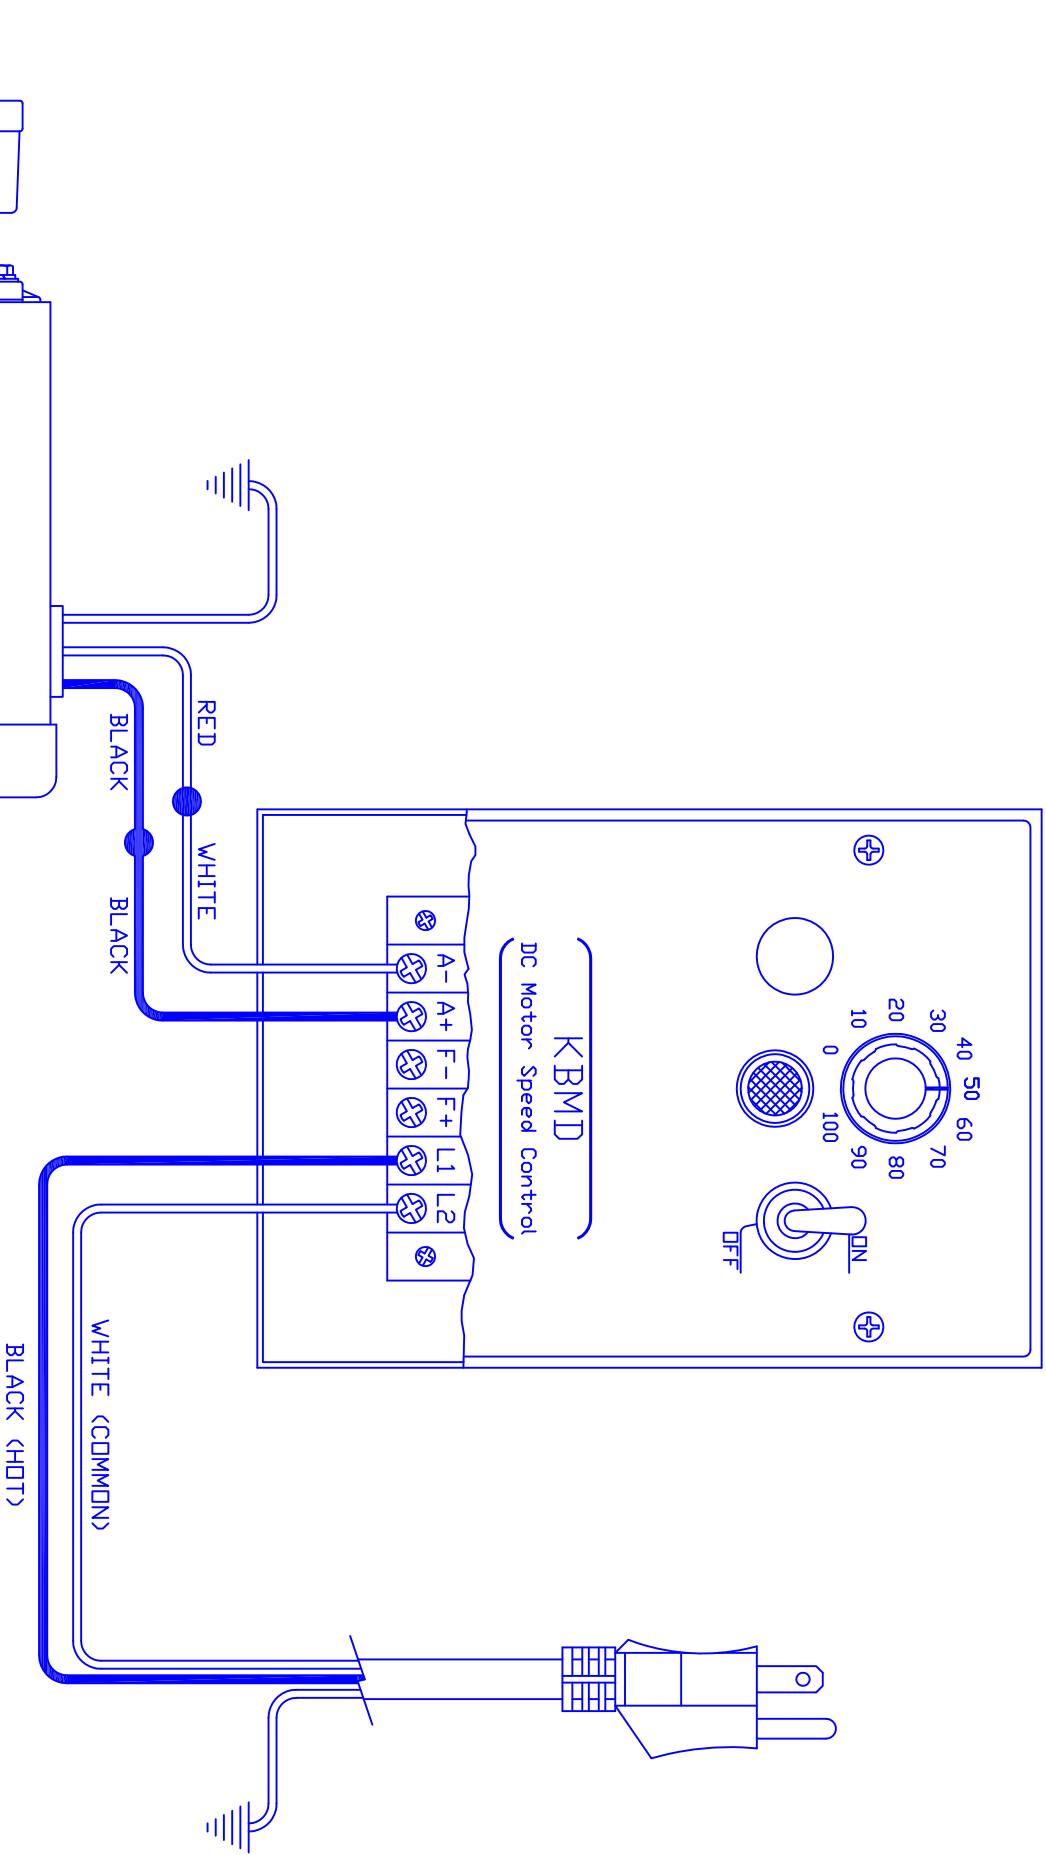 50
40
60
30
70
20
80
10
90
0
100
ON
OFF
KBMD
DC Motor Speed Control
A-
A+
F-
F+
L1
L2
RED
WHITE
BLACK
BLACK
WHITE (COMMON)
BLACK (HOT)